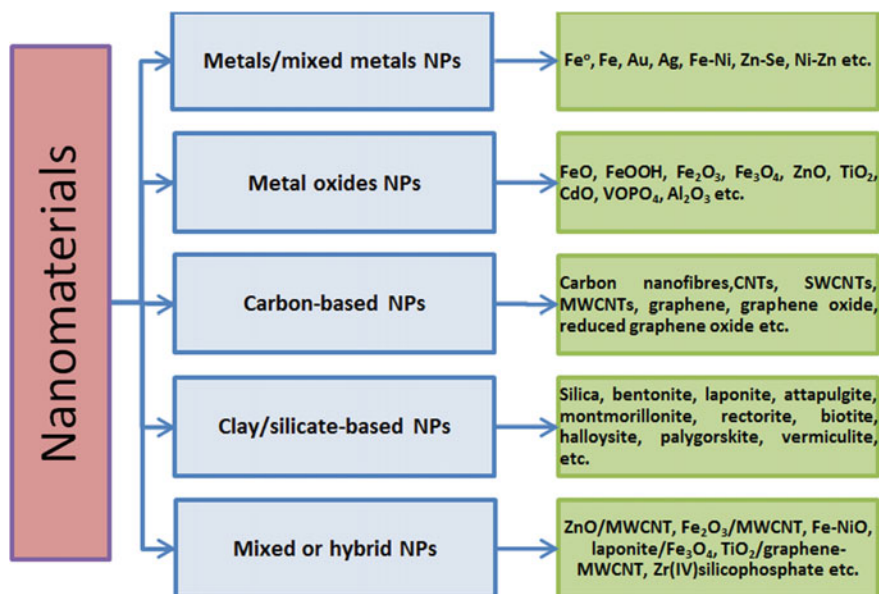 Nanomaterials
Metals/mixed metals NPs
Feº, Fe, Au, Ag, Fe-Ni, Zn-Se, Ni-Zn etc.
Metal oxides NPs
FeO, FeOOH, Fe₂O₃, Fe₃O₄, ZnO, TiO₂,
CdO, VOPO₄, Al₂O₃ etc.
Carbon-based NPs
Carbon nanofibres,CNTs, SWCNTs,
MWCNTs, graphene, graphene oxide,
reduced graphene oxide etc.
Clay/silicate-based NPs
Silica, bentonite, laponite, attapulgite,
montmorillonite, rectorite, biotite,
halloysite, palygorskite, vermiculite,
etc.
Mixed or hybrid NPs
ZnO/MWCNT, Fe₂O₃/MWCNT, Fe-NiO,
laponite/Fe₃O₄, TiO₂/graphene-
MWCNT, Zr(IV)silicophosphate etc.